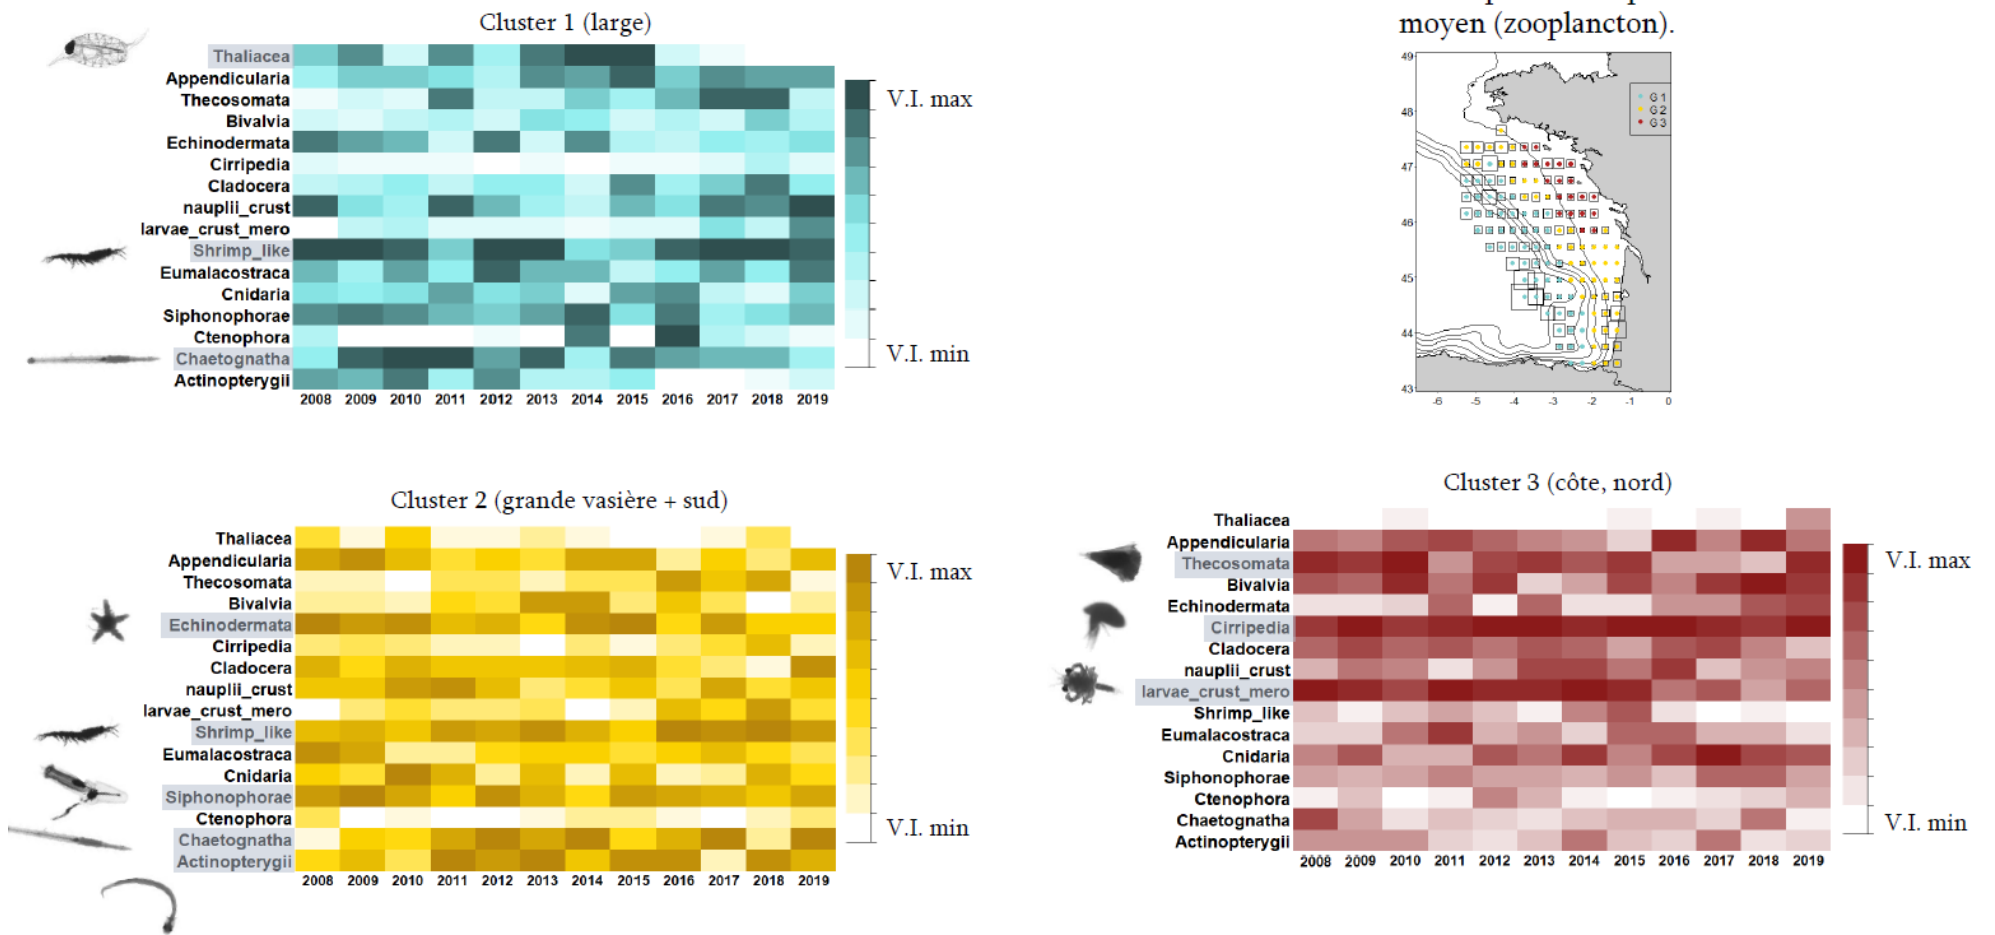 Cluster 1 (large)
Thaliacea
Appendicularia
Thecosomata
Bivalvia
Echinodermata
Cirripedia
Cladocera
nauplii_crust
larvae_crust_mero
Shrimp_like
Eumalacostraca
Cnidaria
Siphonophorae
Ctenophora
Chaetognatha
Actinopterygii
2008 2009 2010 2011 2012 2013 2014 2015 2016 2017 2018 2019
V.I. max
V.I. min
moyen (zooplancton).
49
48
47
46
45
44
43
-6 -5 -4 -3 -2 -1 0
G 1
G 2
G 3
Cluster 2 (grande vasière + sud)
Thaliacea
Appendicularia
Thecosomata
Bivalvia
Echinodermata
Cirripedia
Cladocera
nauplii_crust
larvae_crust_mero
Shrimp_like
Eumalacostraca
Cnidaria
Siphonophorae
Ctenophora
Chaetognatha
Actinopterygii
2008 2009 2010 2011 2012 2013 2014 2015 2016 2017 2018 2019
V.I. max
V.I. min
Cluster 3 (côte, nord)
Thaliacea
Appendicularia
Thecosomata
Bivalvia
Echinodermata
Cirripedia
Cladocera
nauplii_crust
larvae_crust_mero
Shrimp_like
Eumalacostraca
Cnidaria
Siphonophorae
Ctenophora
Chaetognatha
Actinopterygii
2008 2009 2010 2011 2012 2013 2014 2015 2016 2017 2018 2019
V.I. max
V.I. min